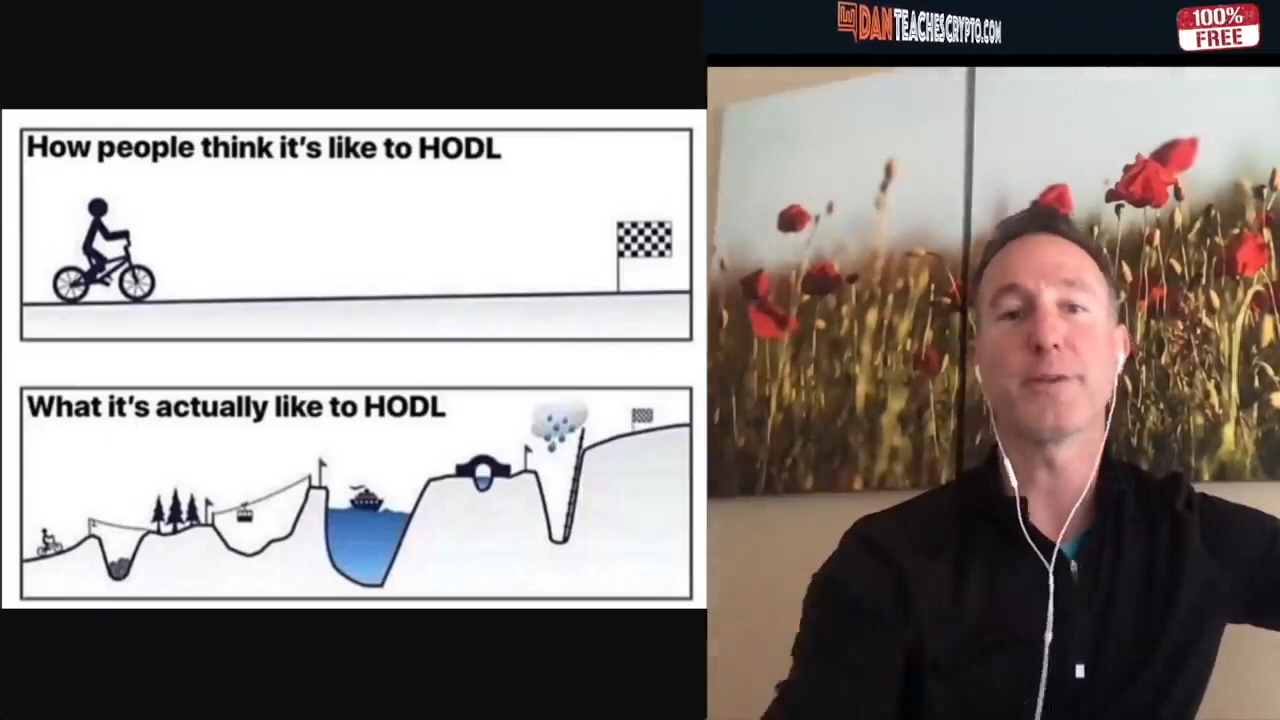 How people think it's like to HODL
What it's actually like to HODL
DANTEACHESCRYPTO.COM
100%
FREE